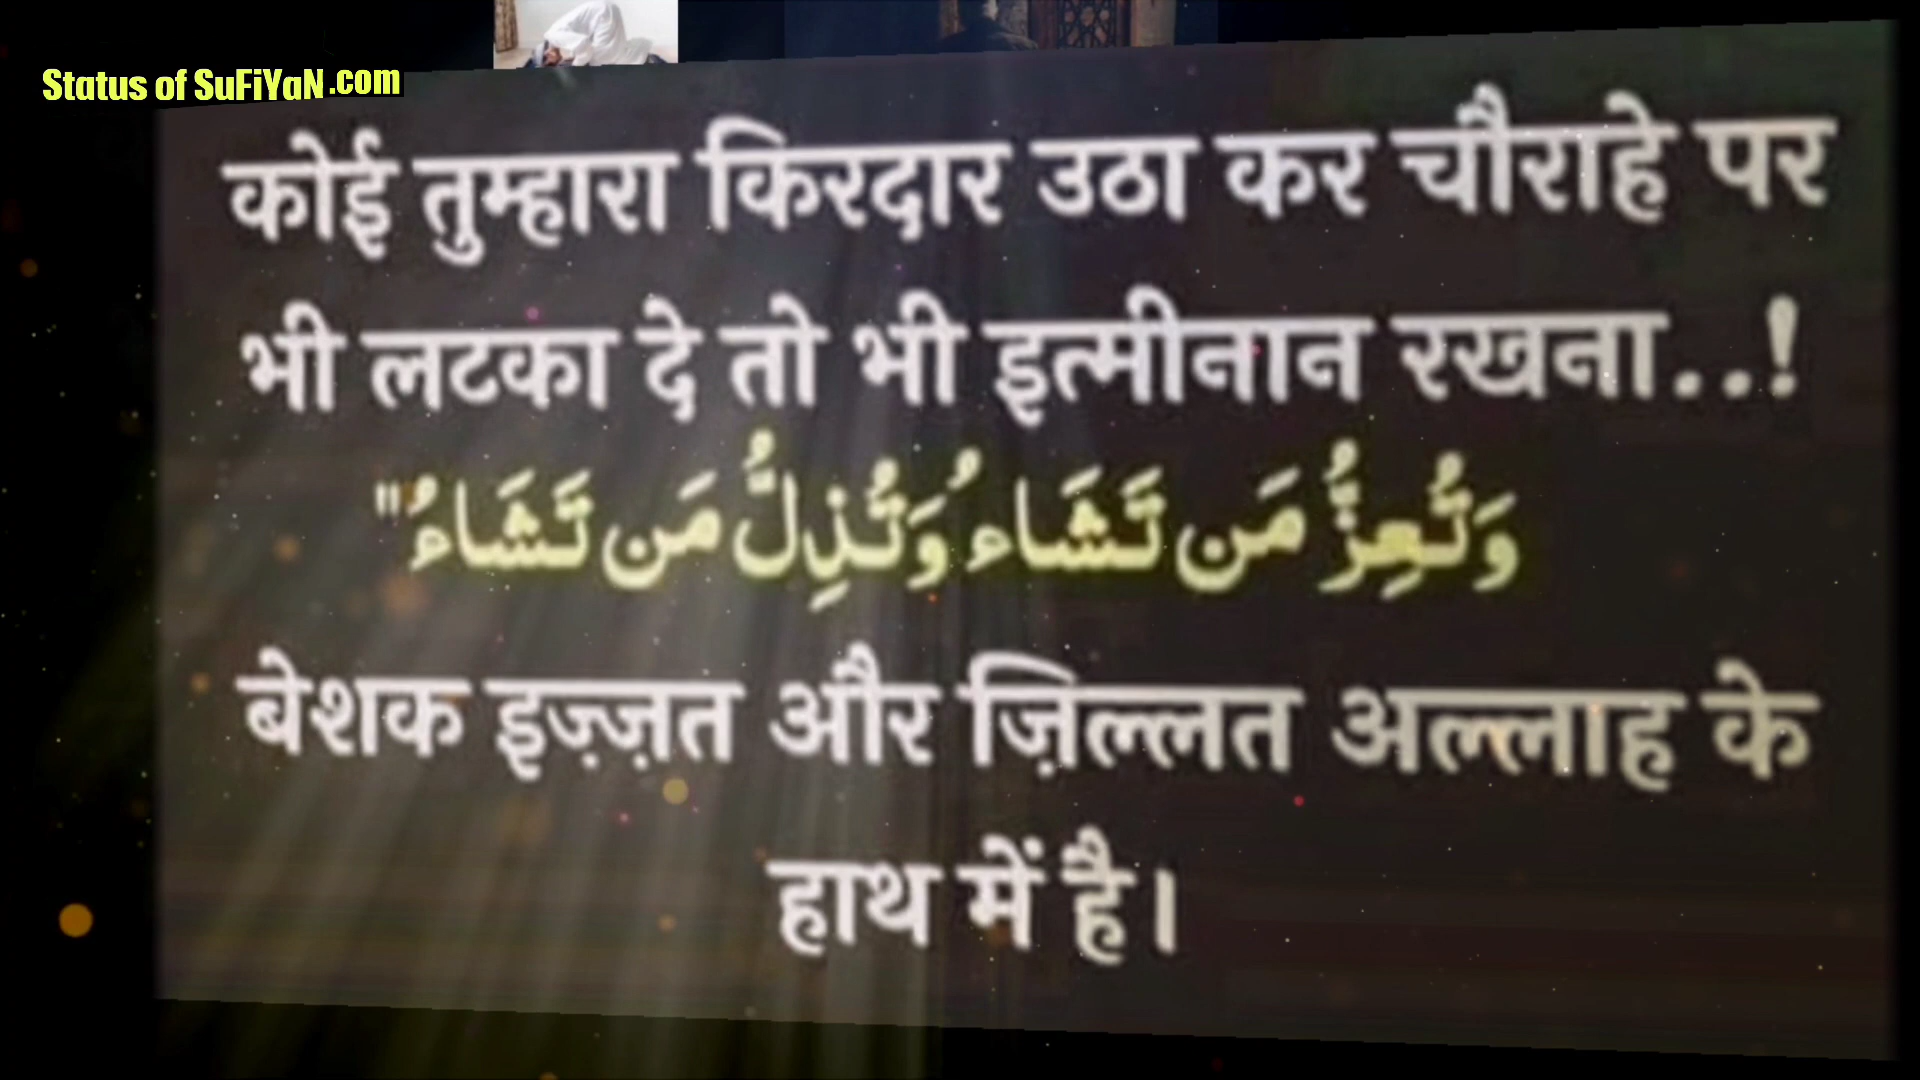 Status of SuFiYaN.com
कोई तुम्हारा किरदार उठा कर चौराहे पर
भी लटका दे तो भी इत्मीनान रखना..!
وَتُعِزُّ مَن تَشَاءُ وَتُذِلُّ مَن تَشَاءُ"
बेशक इज़्ज़त और ज़िल्लत अल्लाह के
हाथ में है।